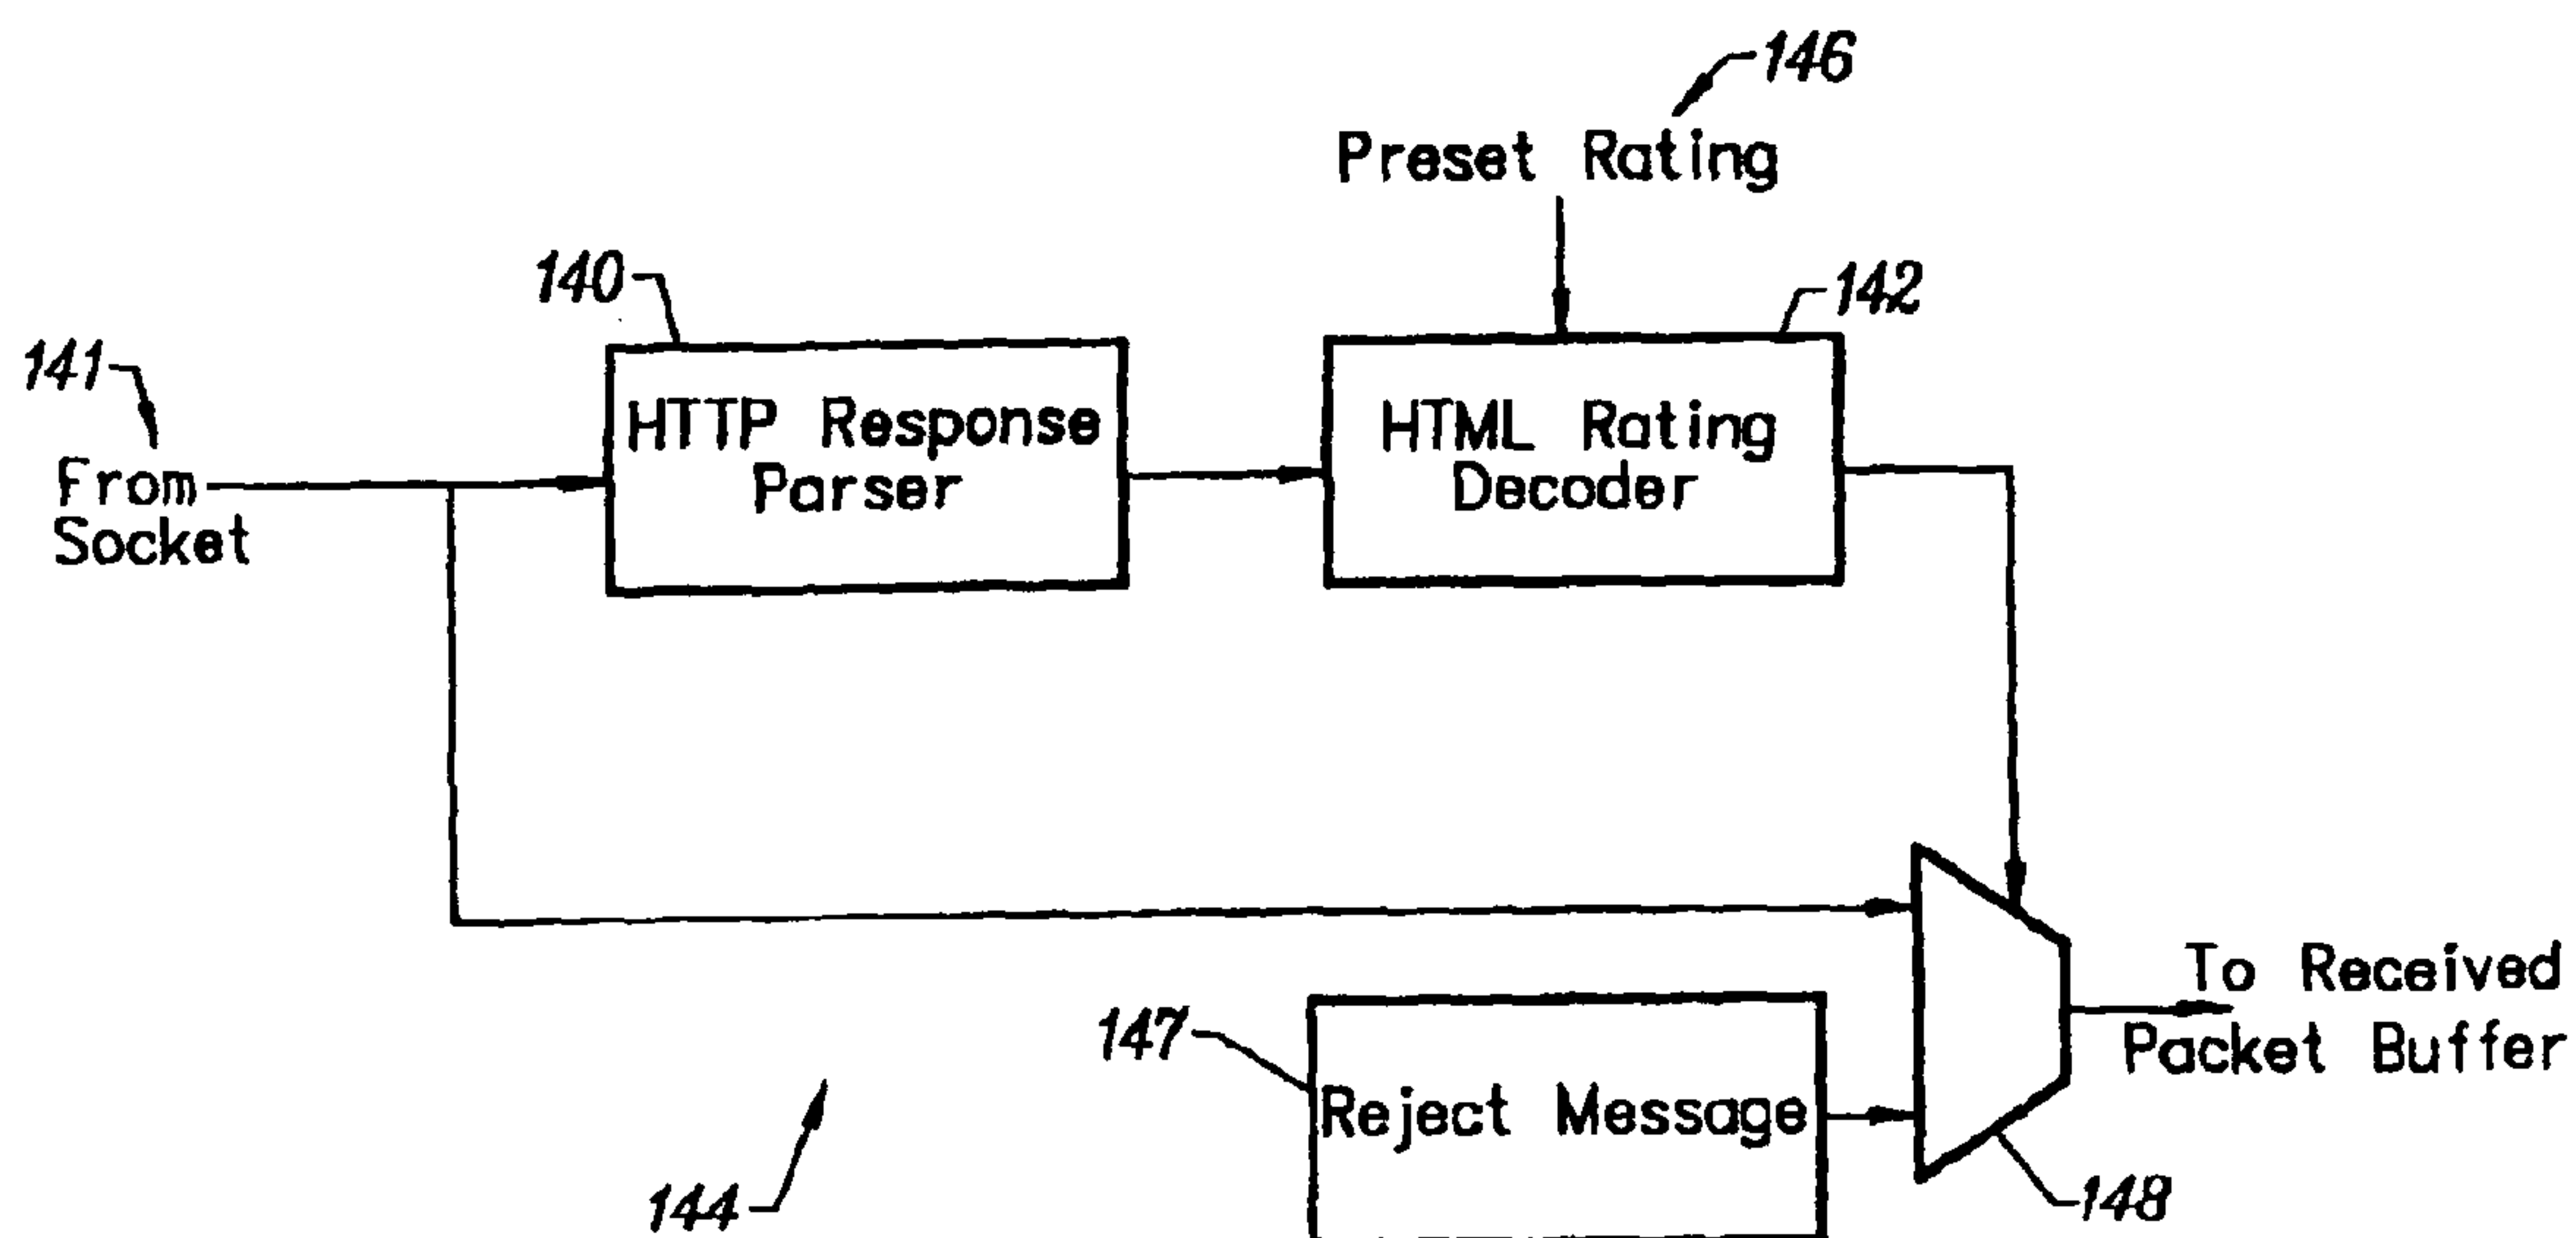 146
Preset Rating
140
142
141
HTTP Response
Parser
HTML Rating
Decoder
From
Socket
To Received
Packet Buffer
147
Reject Message
144
148